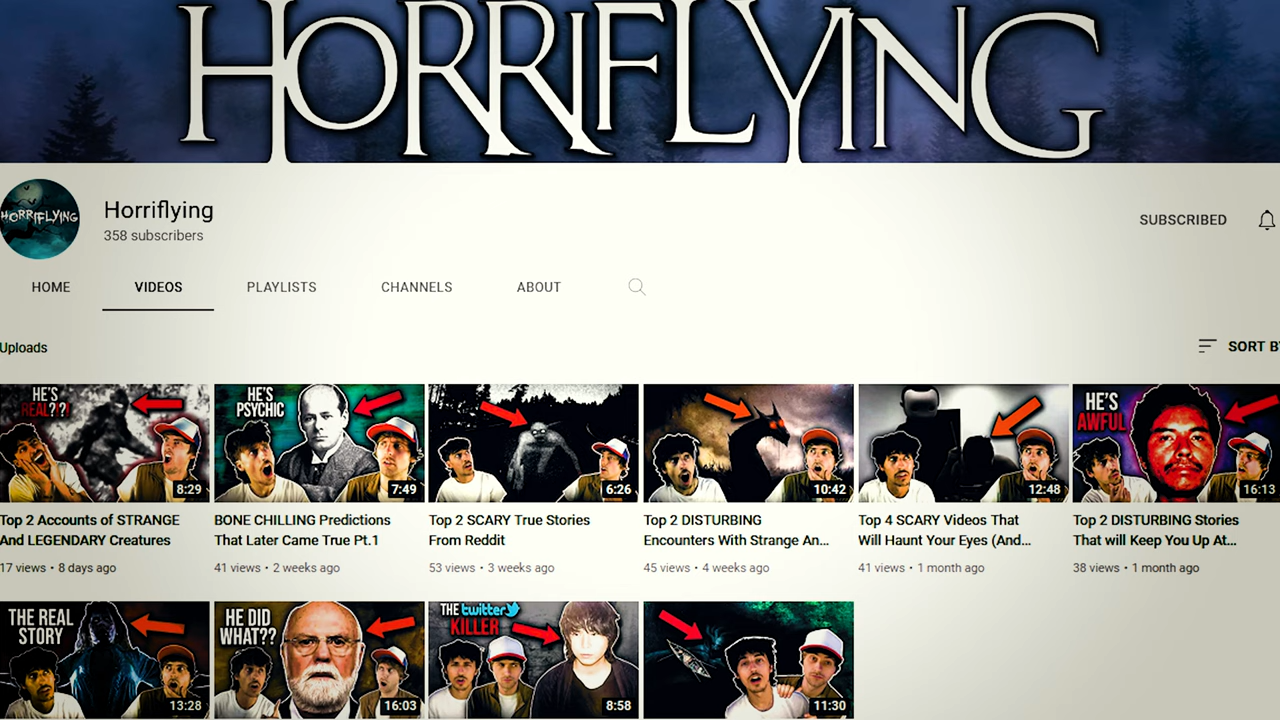 HORRIFLYING
HORRIFLYING
Horriflying
358 subscribers
SUBSCRIBED
HOME VIDEOS PLAYLISTS CHANNELS ABOUT
Uploads
SORT BY
HE'S
REAL?!?!
8:29
HE'S
PSYCHIC
7:49
6:26
10:42
12:48
HE'S
AWFUL
16:13
Top 2 Accounts of STRANGE
And LEGENDARY Creatures
17 views • 8 days ago
BONE CHILLING Predictions
That Later Came True Pt.1
41 views • 2 weeks ago
Top 2 SCARY True Stories
From Reddit
53 views • 3 weeks ago
Top 2 DISTURBING
Encounters With Strange An...
45 views • 4 weeks ago
Top 4 SCARY Videos That
Will Haunt Your Eyes (And...
41 views • 1 month ago
Top 2 DISTURBING Stories
That will Keep You Up At...
38 views • 1 month ago
THE REAL
STORY
13:28
HE DID
WHAT??
16:03
THE twitter
KILLER
8:58
11:30